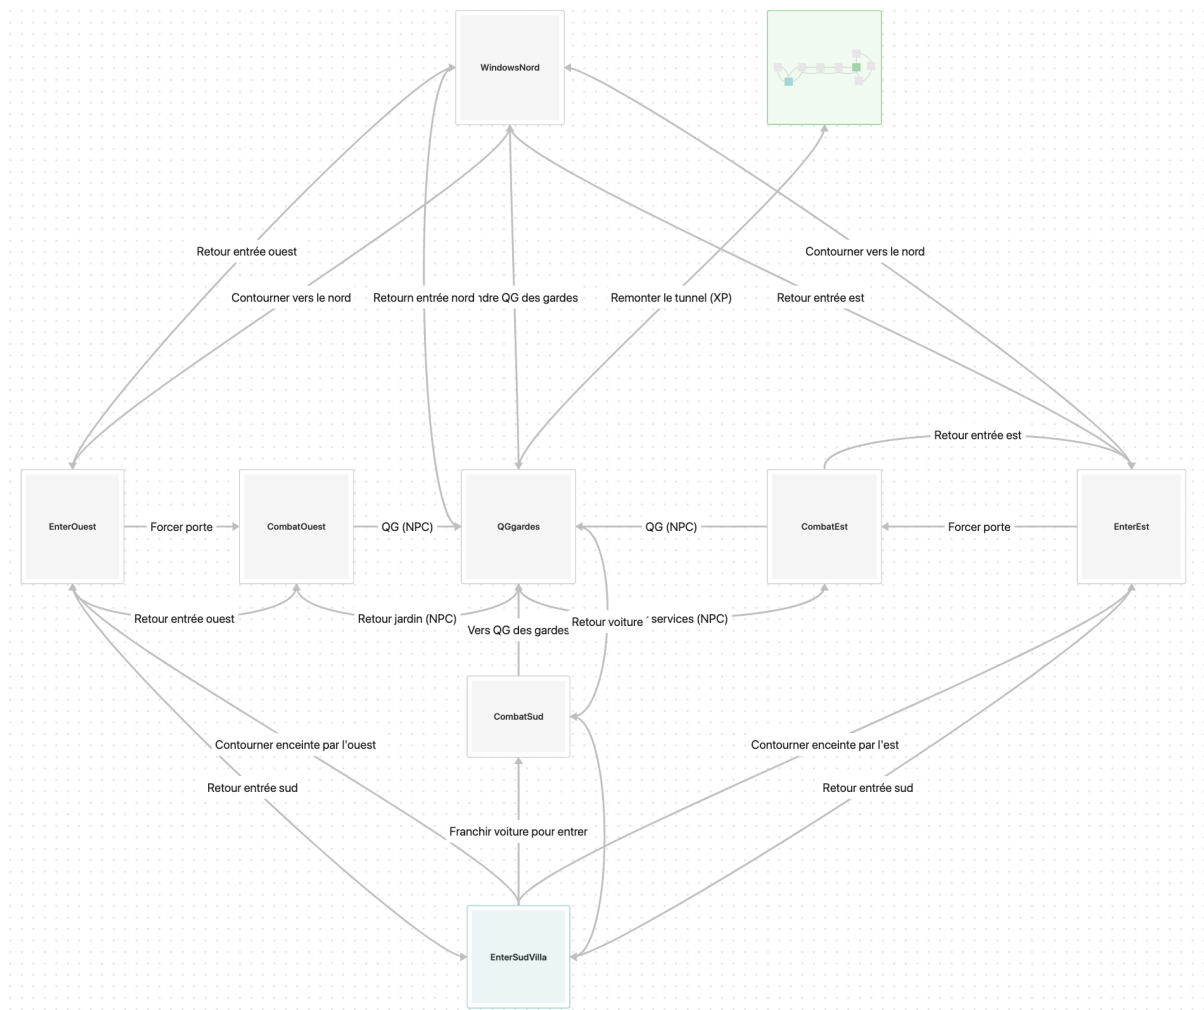 WindowsNord
Retour entrée ouest
Contourner vers le nord
Contourner vers le nord
Retourn entrée nord
QG des gardes
Remonter le tunnel (XP)
Retour entrée est
Retour entrée est
EnterOuest
Forcer porte
CombatOuest
QG (NPC)
QGgardes
QG (NPC)
CombatEst
Forcer porte
EnterEst
Retour entrée ouest
Retour jardin (NPC)
Vers QG des gardes
Retour voiture
services (NPC)
CombatSud
Contourner enceinte par l'ouest
Contourner enceinte par l'est
Retour entrée sud
Retour entrée sud
Franchir voiture pour entrer
EnterSudVilla